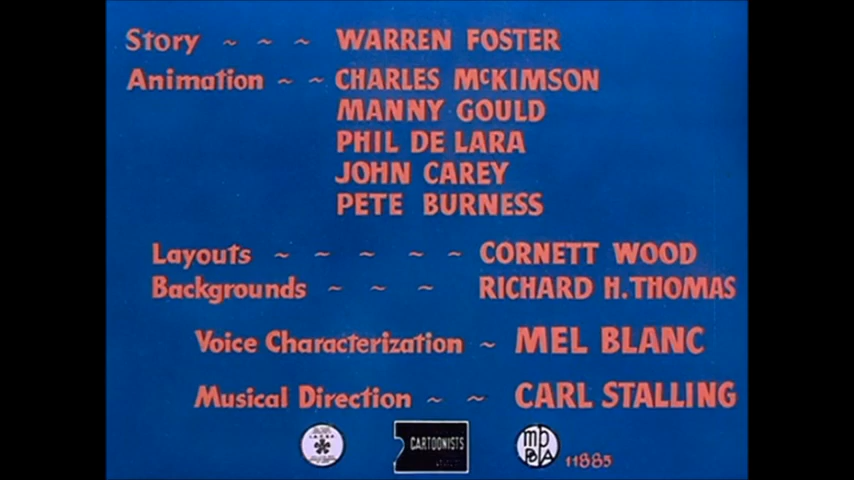 Story ~ ~ ~ WARREN FOSTER
Animation ~ ~ CHARLES McKIMSON
MANNY GOULD
PHIL DE LARA
JOHN CAREY
PETE BURNESS
Layouts ~ ~ ~ ~ ~ CORNETT WOOD
Backgrounds ~ ~ ~ RICHARD H. THOMAS
Voice Characterization ~ MEL BLANC
Musical Direction ~ ~ CARL STALLING
CARTOONISTS
11885